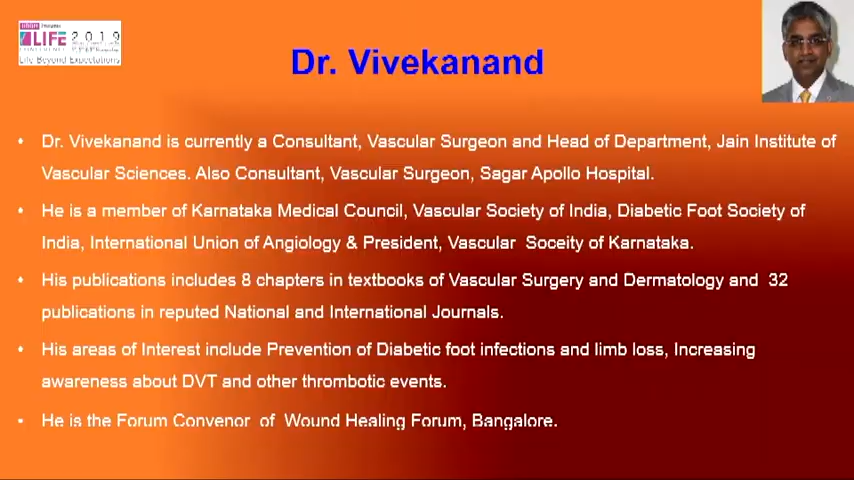 LIFE 2019
Life Beyond Expectations
Dr. Vivekanand
• Dr. Vivekanand is currently a Consultant, Vascular Surgeon and Head of Department, Jain Institute of
Vascular Sciences. Also Consultant, Vascular Surgeon, Sagar Apollo Hospital.
• He is a member of Karnataka Medical Council, Vascular Society of India, Diabetic Foot Society of
India, International Union of Angiology & President, Vascular Soceity of Karnataka.
• His publications includes 8 chapters in textbooks of Vascular Surgery and Dermatology and 32
publications in reputed National and International Journals.
• His areas of Interest include Prevention of Diabetic foot infections and limb loss, Increasing
awareness about DVT and other thrombotic events.
• He is the Forum Convenor of Wound Healing Forum, Bangalore.